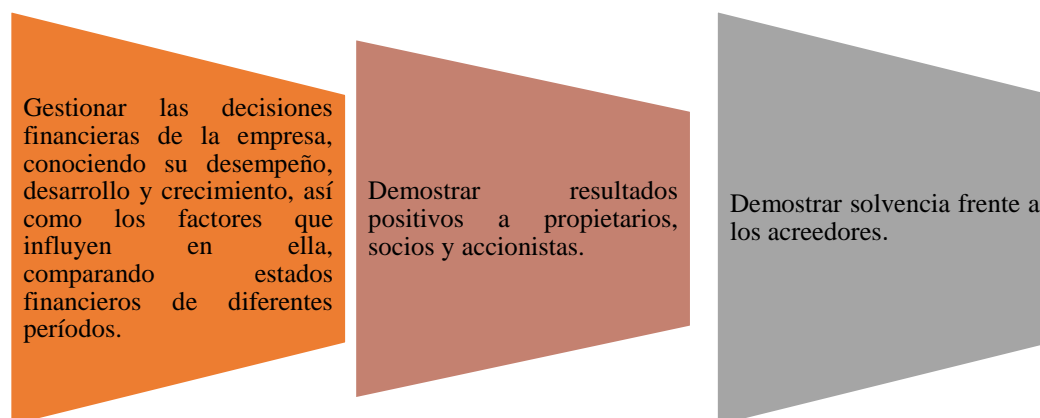 Gestionar las decisiones
financieras de la empresa,
conociendo su desempeño,
desarrollo y crecimiento, así
como los factores que
influyen en ella,
comparando estados
financieros de diferentes
períodos.
Demostrar resultados
positivos a propietarios,
socios y accionistas.
Demostrar solvencia frente a
los acreedores.